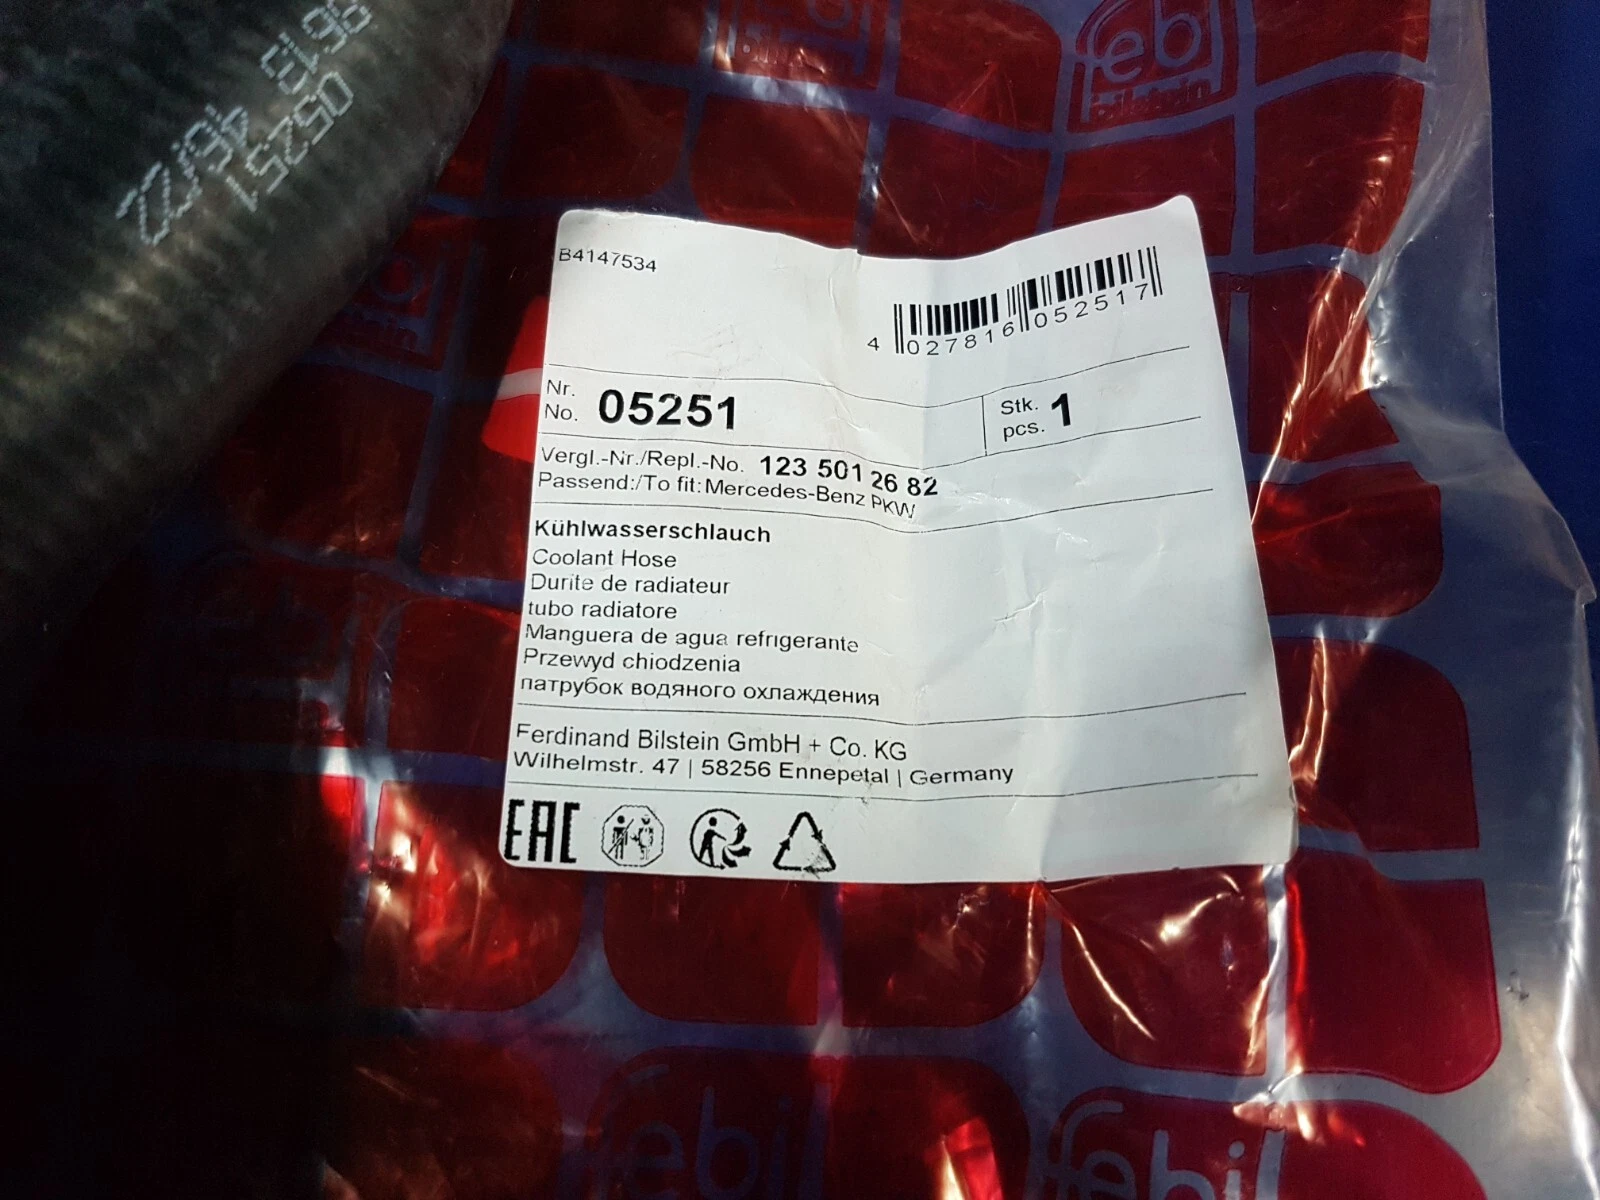 6198
05251
22/94
febi
bilstein
B4147534
4 027816 052517
Nr.
No. 05251
Stk.
pcs. 1
Vergl.-Nr./Repl.-No. 123 501 26 82
Passend:/To fit: Mercedes-Benz PKW
Kühlwasserschlauch
Coolant Hose
Durite de radiateur
tubo radiatore
Manguera de agua refrigerante
Przewyd chiodzenia
патрубок водяного охлаждения
Ferdinand Bilstein GmbH + Co. KG
Wilhelmstr. 47 | 58256 Ennepetal | Germany
EAC
febi
febi